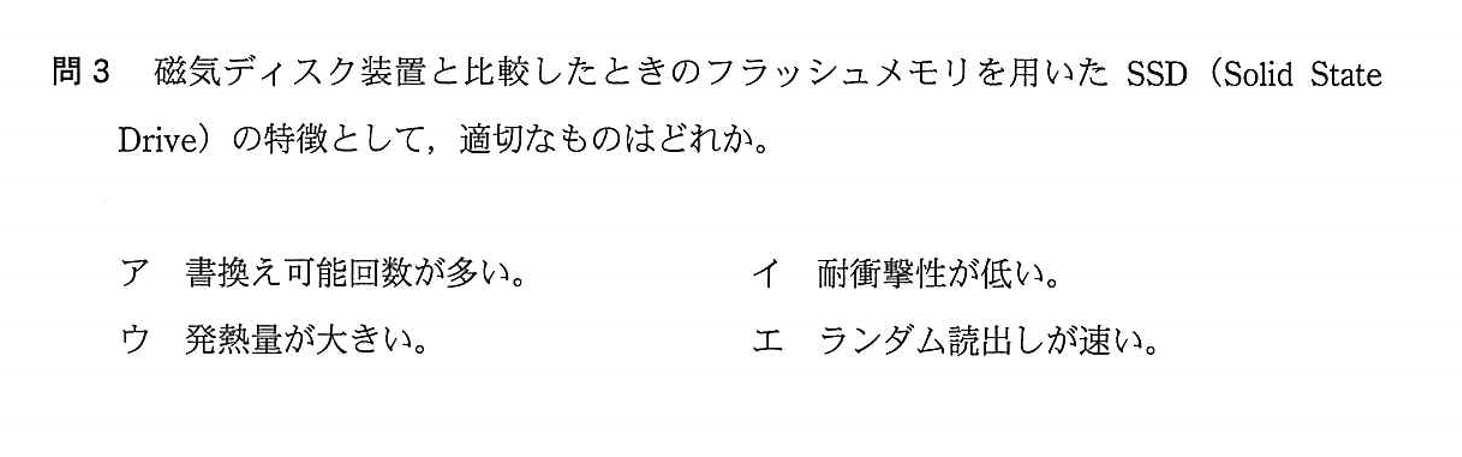 問3 磁気ディスク装置と比較したときのフラッシュメモリを用いた SSD（Solid State
Drive）の特徴として，適切なものはどれか。
ア 書換え可能回数が多い。 イ 耐衝撃性が低い。
ウ 発熱量が大きい。 エ ランダム読出しが速い。